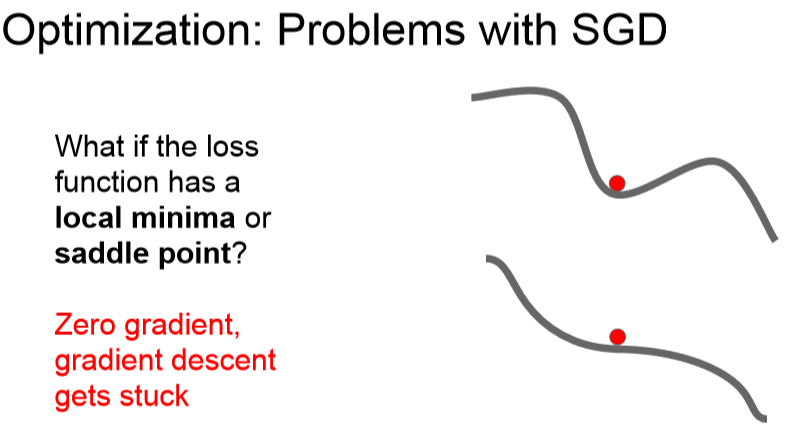 Optimization: Problems with SGD
What if the loss
function has a
local minima or
saddle point?
Zero gradient,
gradient descent
gets stuck